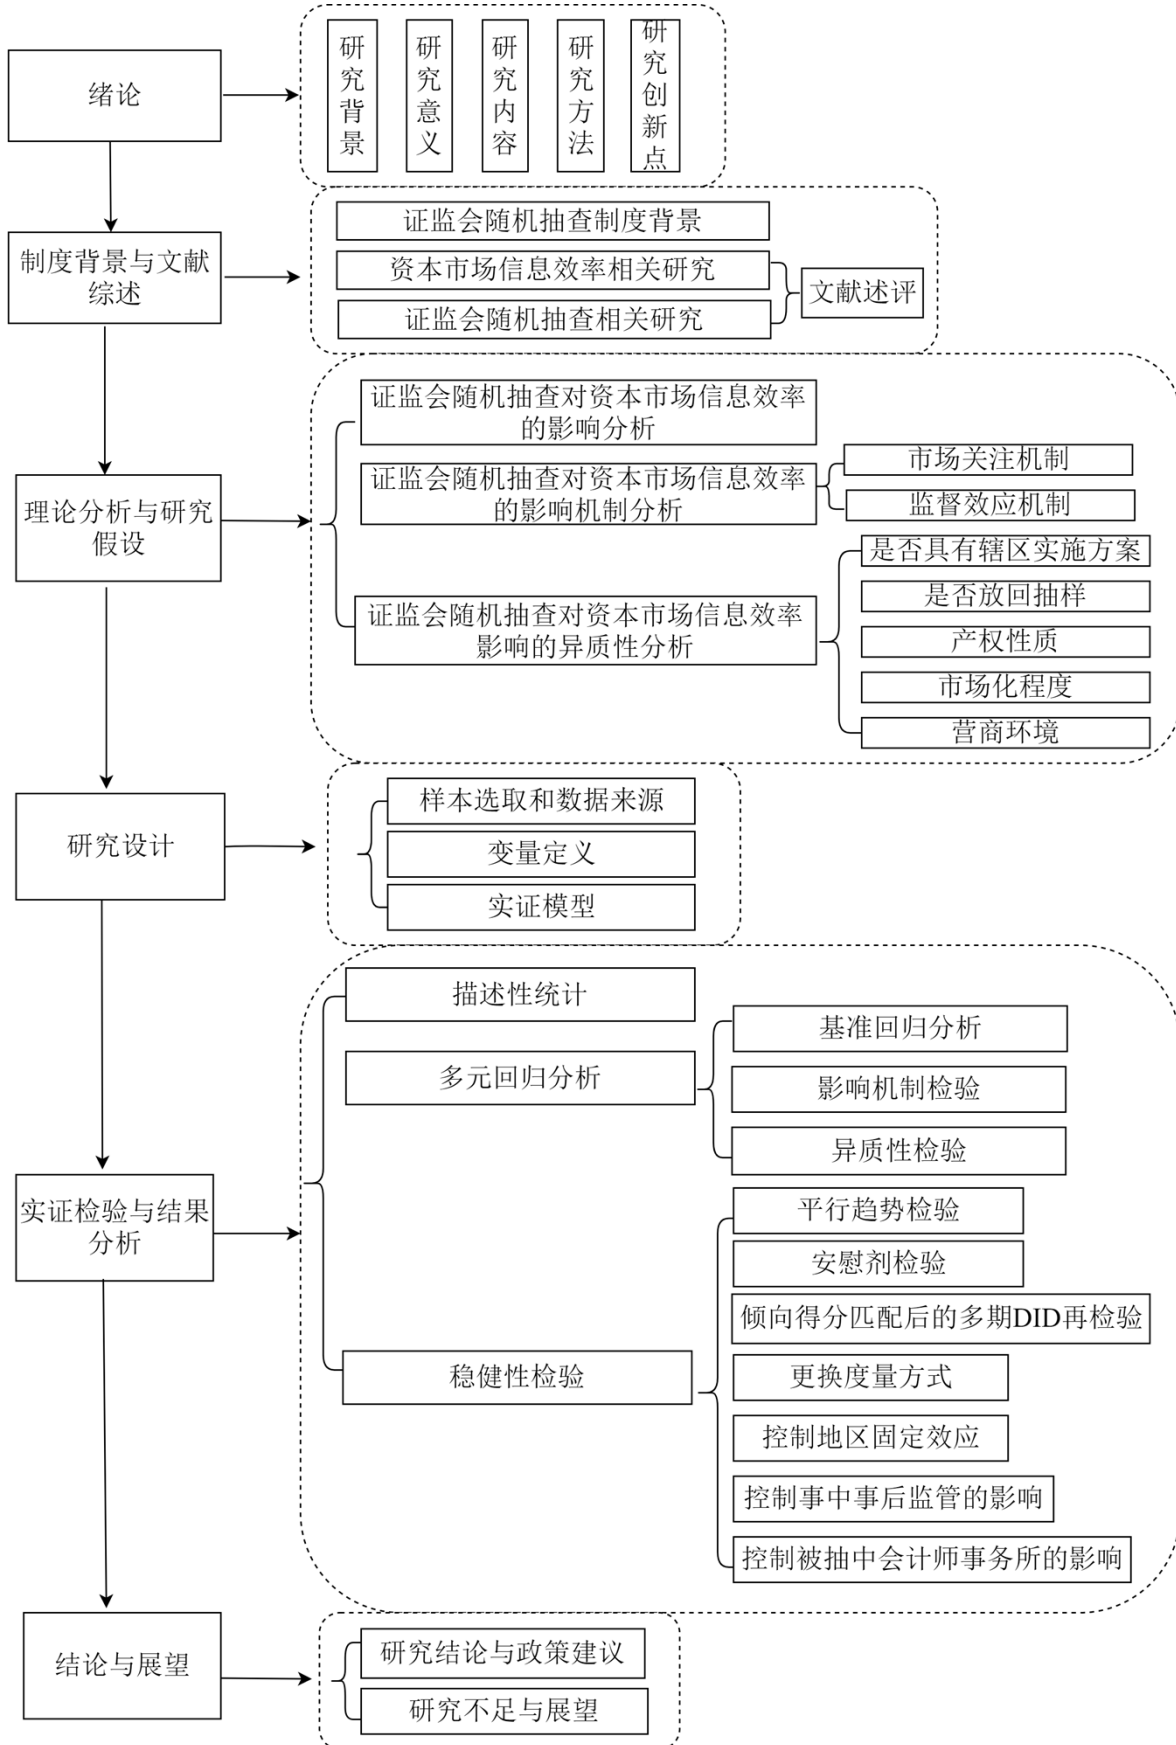 绪论
研究背景
研究意义
研究内容
研究方法
研究创新点
制度背景与文献
综述
证监会随机抽查制度背景
资本市场信息效率相关研究
证监会随机抽查相关研究
文献述评
理论分析与研究
假设
证监会随机抽查对资本市场信息效率
的影响分析
证监会随机抽查对资本市场信息效率
的影响机制分析
市场关注机制
监督效应机制
证监会随机抽查对资本市场信息效率
影响的异质性分析
是否具有辖区实施方案
是否放回抽样
产权性质
市场化程度
营商环境
研究设计
样本选取和数据来源
变量定义
实证模型
实证检验与结果
分析
描述性统计
多元回归分析
基准回归分析
影响机制检验
异质性检验
稳健性检验
平行趋势检验
安慰剂检验
倾向得分匹配后的多期DID再检验
更换度量方式
控制地区固定效应
控制事中事后监管的影响
控制被抽中会计师事务所的影响
结论与展望
研究结论与政策建议
研究不足与展望